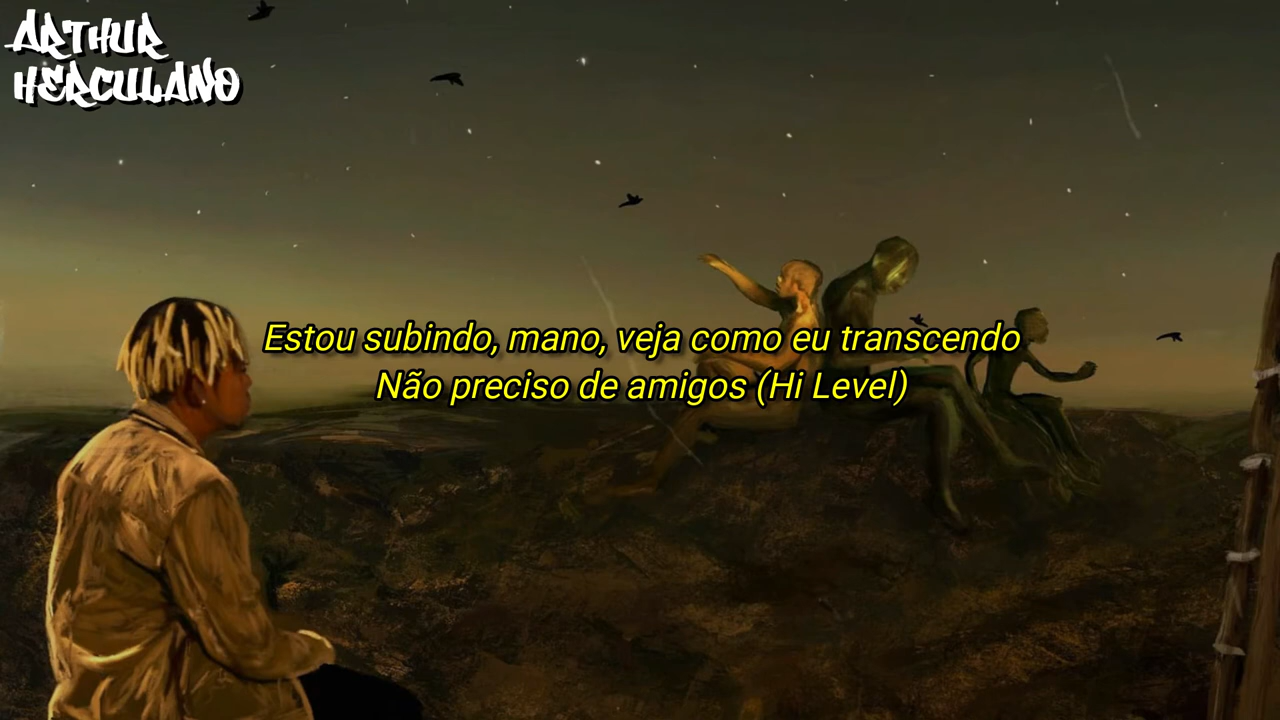 ARTHUR
HERCULANO
Estou subindo, mano, veja como eu transcendo
Não preciso de amigos (Hi Level)